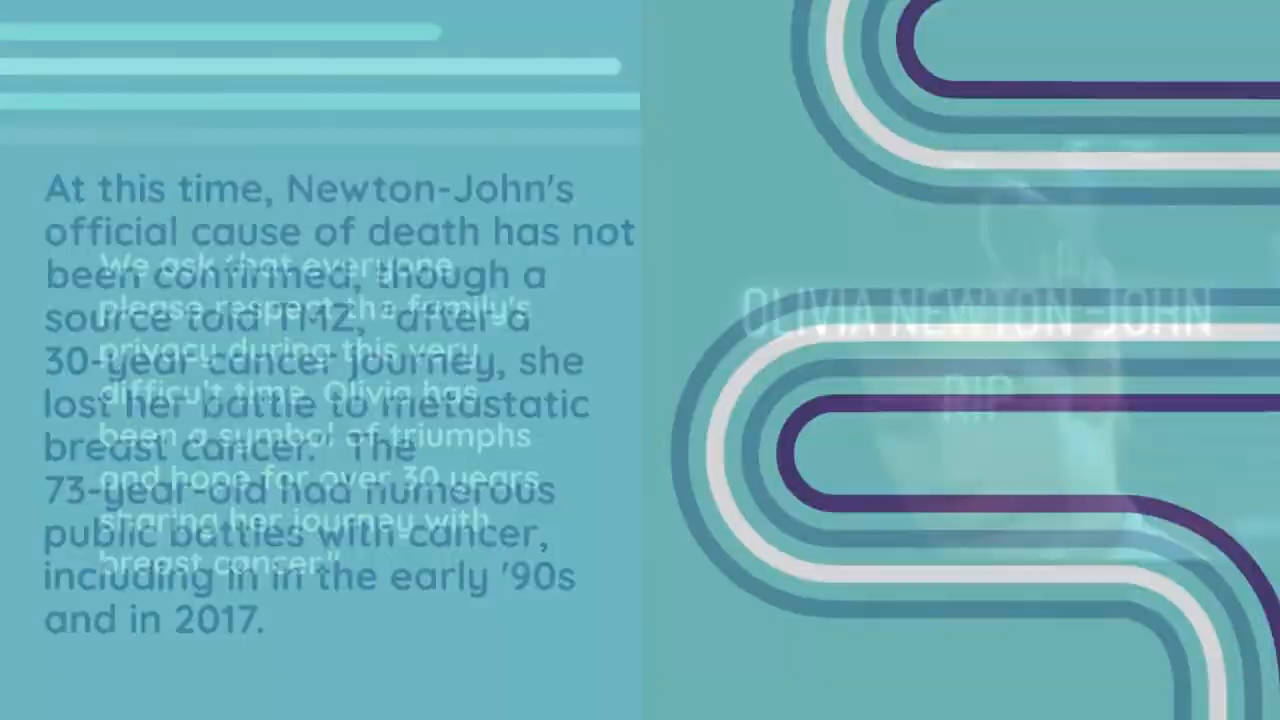 At this time, Newton-John's
official cause of death has not
been confirmed, though a
source told TMZ, "after a
30-year cancer journey, she
lost her battle to metastatic
breast cancer." The
73-year-old had numerous
public battles with cancer,
including in in the early '90s
and in 2017.
We ask that everyone
please respect the family's
privacy during this very
difficult time. Olivia has
been a symbol of triumphs
and hope for over 30 years
sharing her journey with
breast cancer"
OLIVIA NEWTON-JOHN
RIP